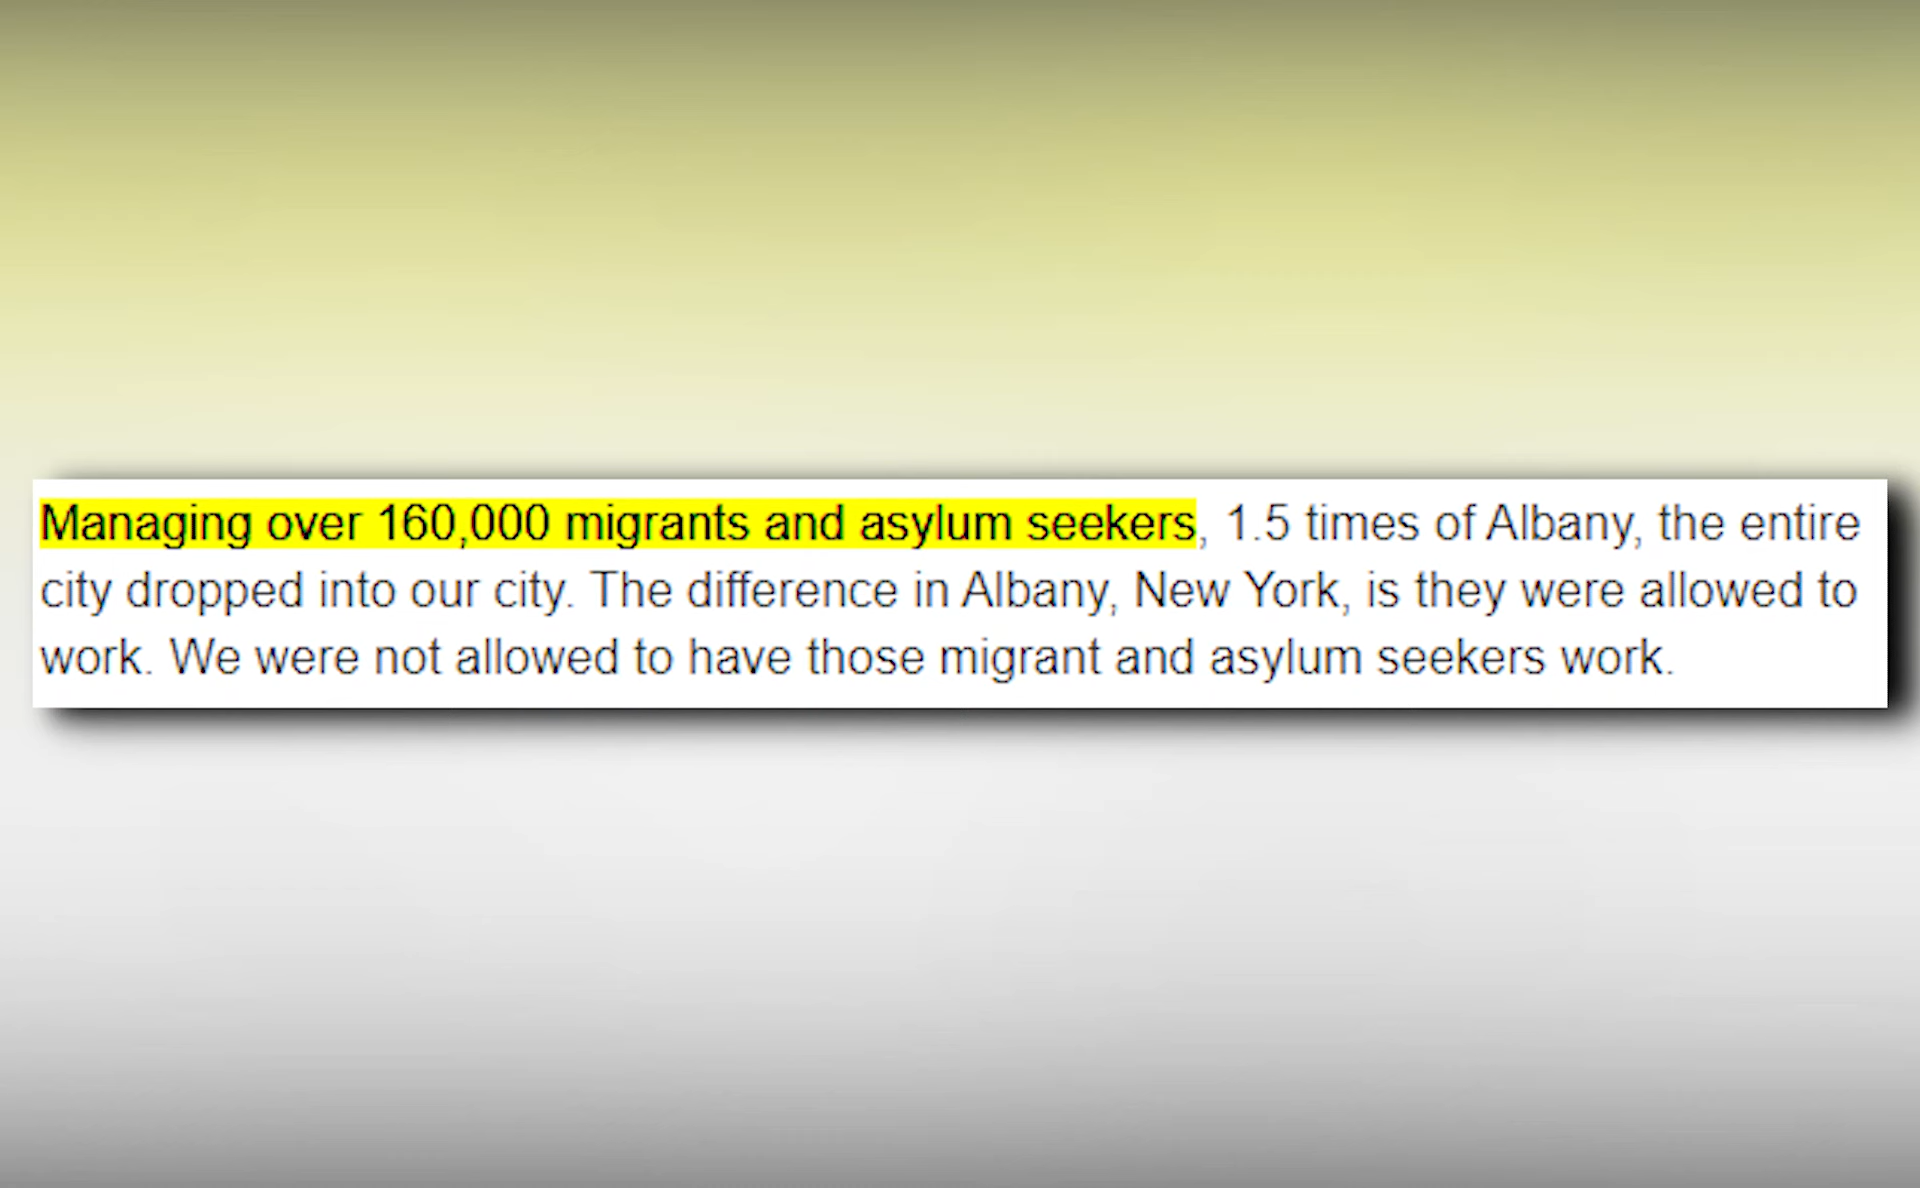 Managing over 160,000 migrants and asylum seekers, 1.5 times of Albany, the entire
city dropped into our city. The difference in Albany, New York, is they were allowed to
work. We were not allowed to have those migrant and asylum seekers work.